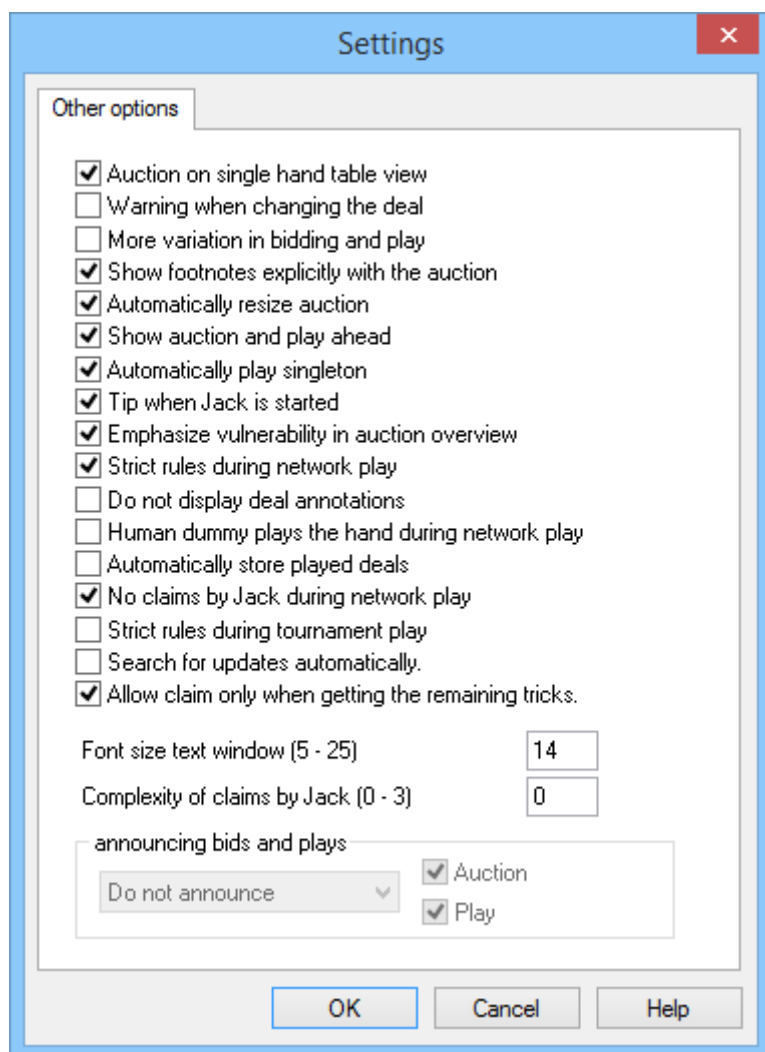 Settings
Other options
Auction on single hand table view
Warning when changing the deal
More variation in bidding and play
Show footnotes explicitly with the auction
Automatically resize auction
Show auction and play ahead
Automatically play singleton
Tip when Jack is started
Emphasize vulnerability in auction overview
Strict rules during network play
Do not display deal annotations
Human dummy plays the hand during network play
Automatically store played deals
No claims by Jack during network play
Strict rules during tournament play
Search for updates automatically.
Allow claim only when getting the remaining tricks.
Font size text window (5 - 25) 14
Complexity of claims by Jack (0 - 3) 0
announcing bids and plays
Do not announce
Auction
Play
OK Cancel Help